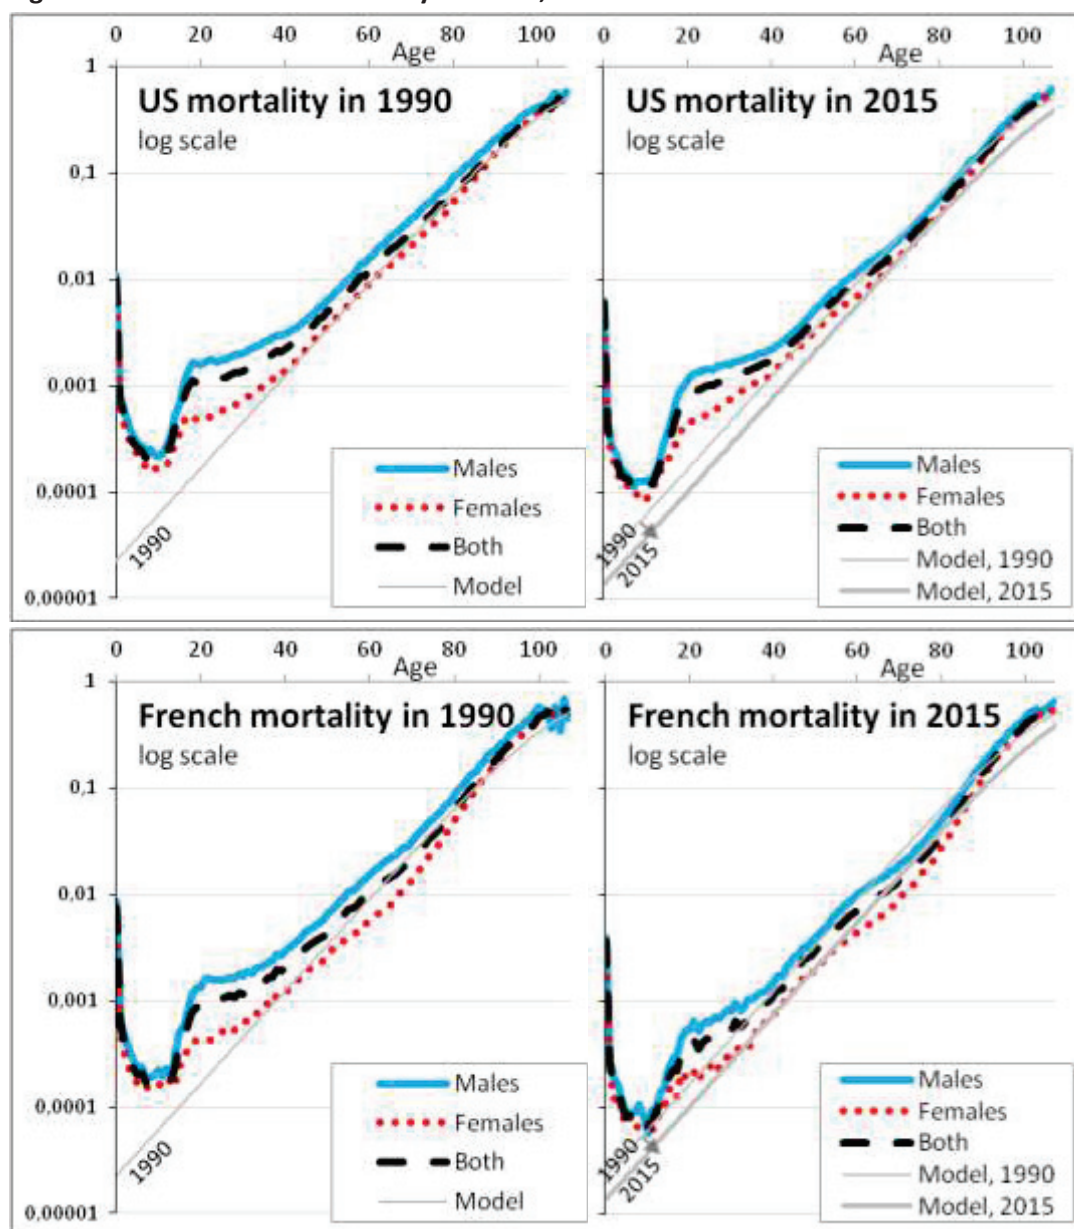 0 20 40 60 80 100
Age
1
US mortality in 1990
log scale
0,1
0,01
0,001
0,0001
0,00001
1990
Males
Females
Both
Model
0 20 40 60 80 100
Age
US mortality in 2015
log scale
1990
2015
Males
Females
Both
Model, 1990
Model, 2015
0 20 40 60 80 100
Age
1
French mortality in 1990
log scale
0,1
0,01
0,001
0,0001
0,00001
1990
Males
Females
Both
Model
0 20 40 60 80 100
Age
French mortality in 2015
log scale
1990
2015
Males
Females
Both
Model, 1990
Model, 2015